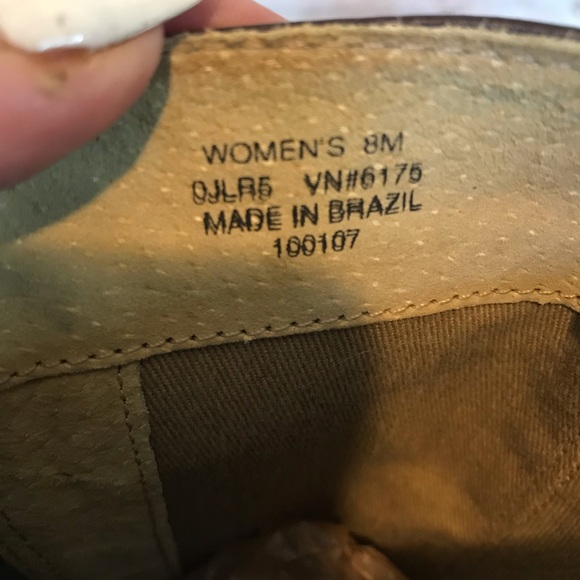 WOMEN'S 8M
0JLR5 VN#6175
MADE IN BRAZIL
100107